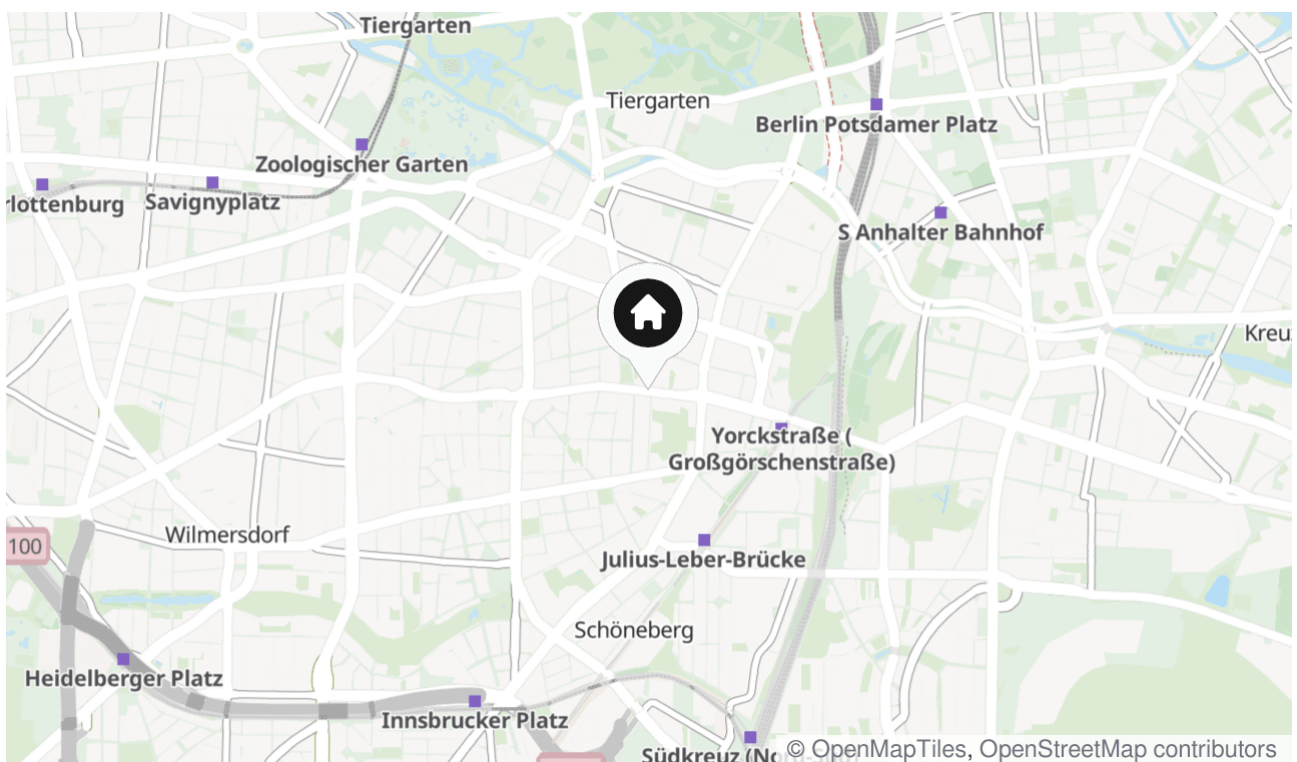 Tiergarten
Tiergarten
Berlin Potsdamer Platz
Zoologischer Garten
rlottenburg
Savignyplatz
S Anhalter Bahnhof
Kreu
Yorckstraße (
Großgörschenstraße)
Wilmersdorf
100
Julius-Leber-Brücke
Schöneberg
Heidelberger Platz
Innsbrucker Platz
Südkreuz (No
© OpenMapTiles, OpenStreetMap contributors